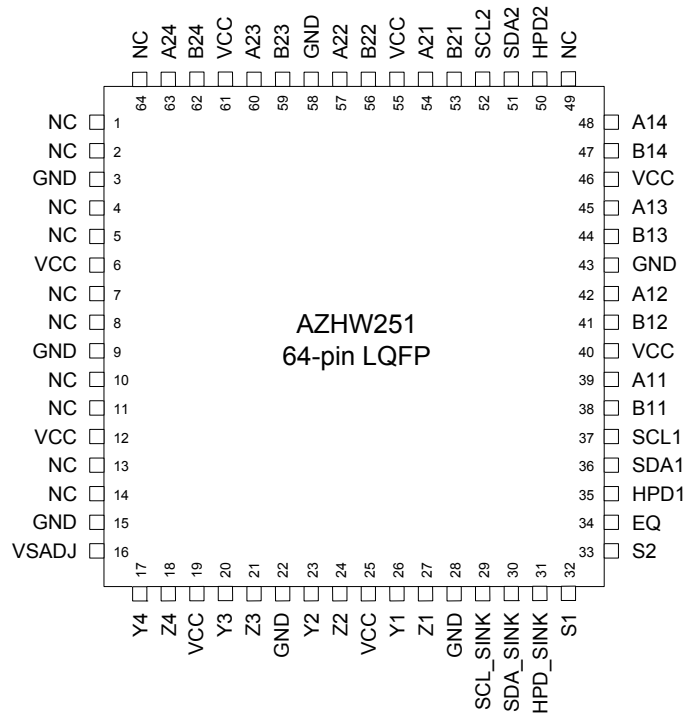 NC A24 B24 VCC A23 B23 GND A22 B22 VCC A21 B21 SCL2 SDA2 HPD2 NC
64 63 62 61 60 59 58 57 56 55 54 53 52 51 50 49
NC 1 48 A14
NC 2 47 B14
GND 3 46 VCC
NC 4 45 A13
NC 5 44 B13
VCC 6 43 GND
NC 7 42 A12
NC 8 41 B12
GND 9 40 VCC
NC 10 39 A11
NC 11 38 B11
VCC 12 37 SCL1
NC 13 36 SDA1
NC 14 35 HPD1
GND 15 34 EQ
VSADJ 16 33 S2
AZHW251
64-pin LQFP
17 18 19 20 21 22 23 24 25 26 27 28 29 30 31 32
Y4 Z4 VCC Y3 Z3 GND Y2 Z2 VCC Y1 Z1 GND SCL_SINK SDA_SINK HPD_SINK S1